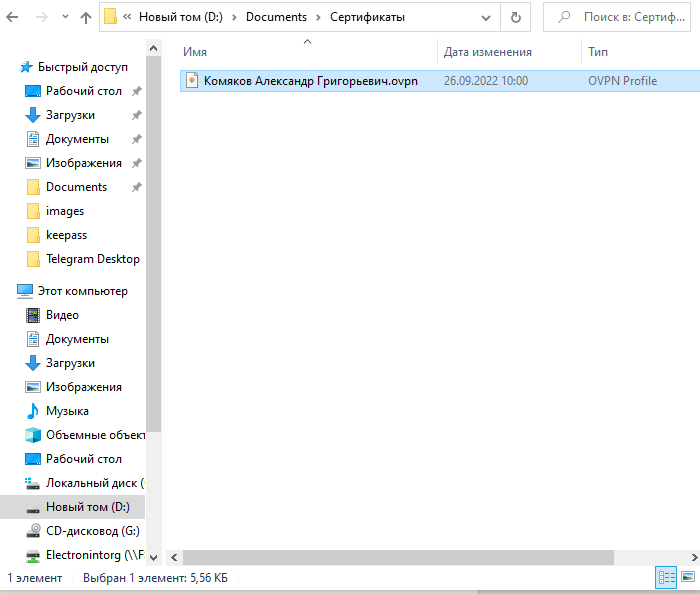 « Новый том (D:) › Documents › Сертификаты
Поиск в: Сертиф...
Имя Дата изменения Тип
Комяков Александр Григорьевич.ovpn 26.09.2022 10:00 OVPN Profile
Быстрый доступ
Рабочий стол
Загрузки
Документы
Изображения
Documents
images
keepass
Telegram Desktop
Этот компьютер
Видео
Документы
Загрузки
Изображения
Музыка
Объемные объект
Рабочий стол
Локальный диск (
Новый том (D:)
CD-дисковод (G:)
Electronintorg (\\F
1 элемент Выбран 1 элемент: 5,56 КБ